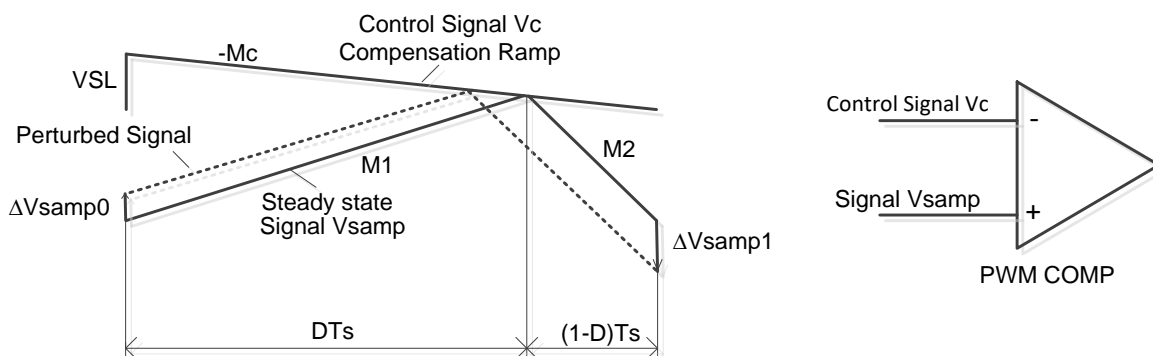 Control Signal Vc
Compensation Ramp
-Mc
VSL
Perturbed Signal
M1
M2
Steady state
Signal Vsamp
ΔVsamp0
ΔVsamp1
DTs
(1-D)Ts
Control Signal Vc
-
Signal Vsamp
+
PWM COMP